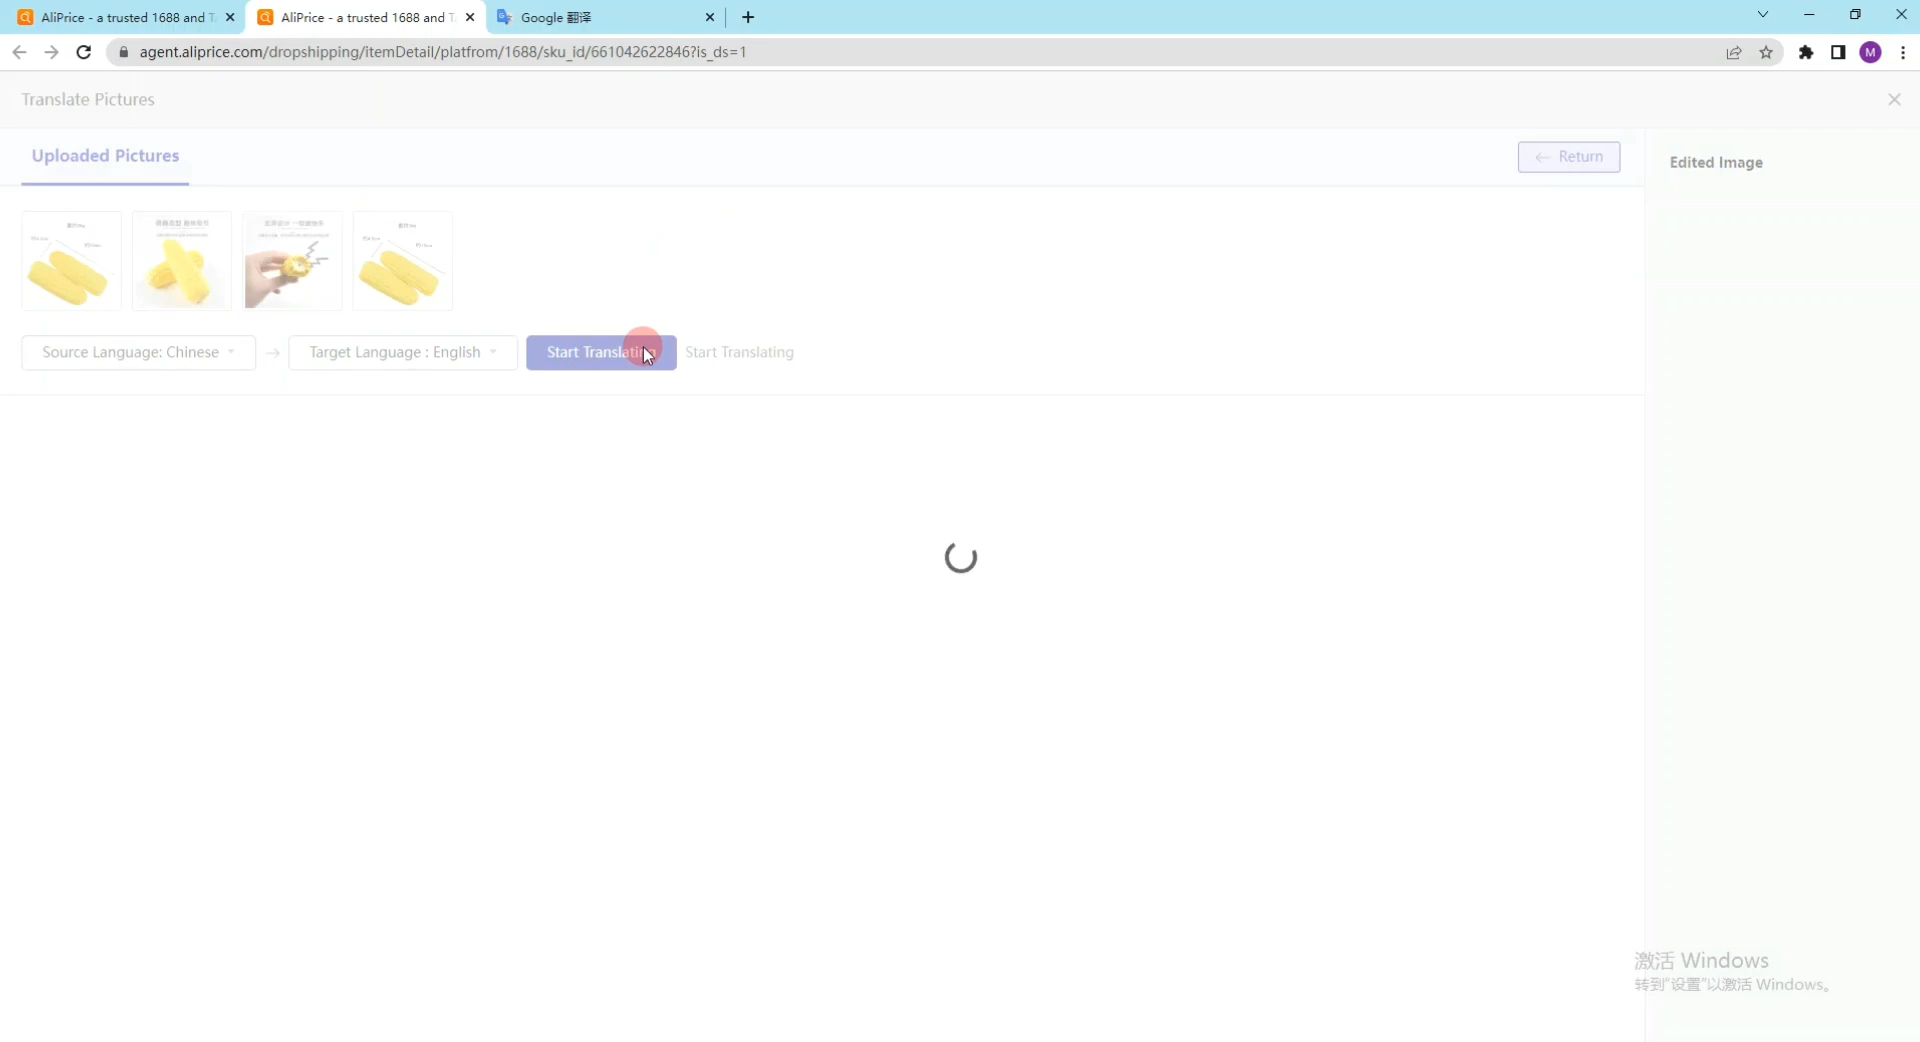 AliPrice - a trusted 1688 and T
AliPrice - a trusted 1688 and T
Google 翻译
agent.aliprice.com/dropshipping/itemDetail/platfrom/1688/sku_id/661042622846?is_ds=1
M
Translate Pictures
Uploaded Pictures
← Return
Edited Image
Source Language: Chinese
→
Target Language : English
Start Translating
Start Translating
激活 Windows
转到"设置"以激活 Windows。